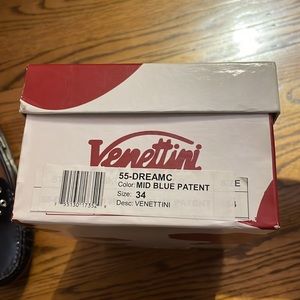 Venettini
55-DREAMC
Color: MID BLUE PATENT
Size: 34
Desc: VENETTINI